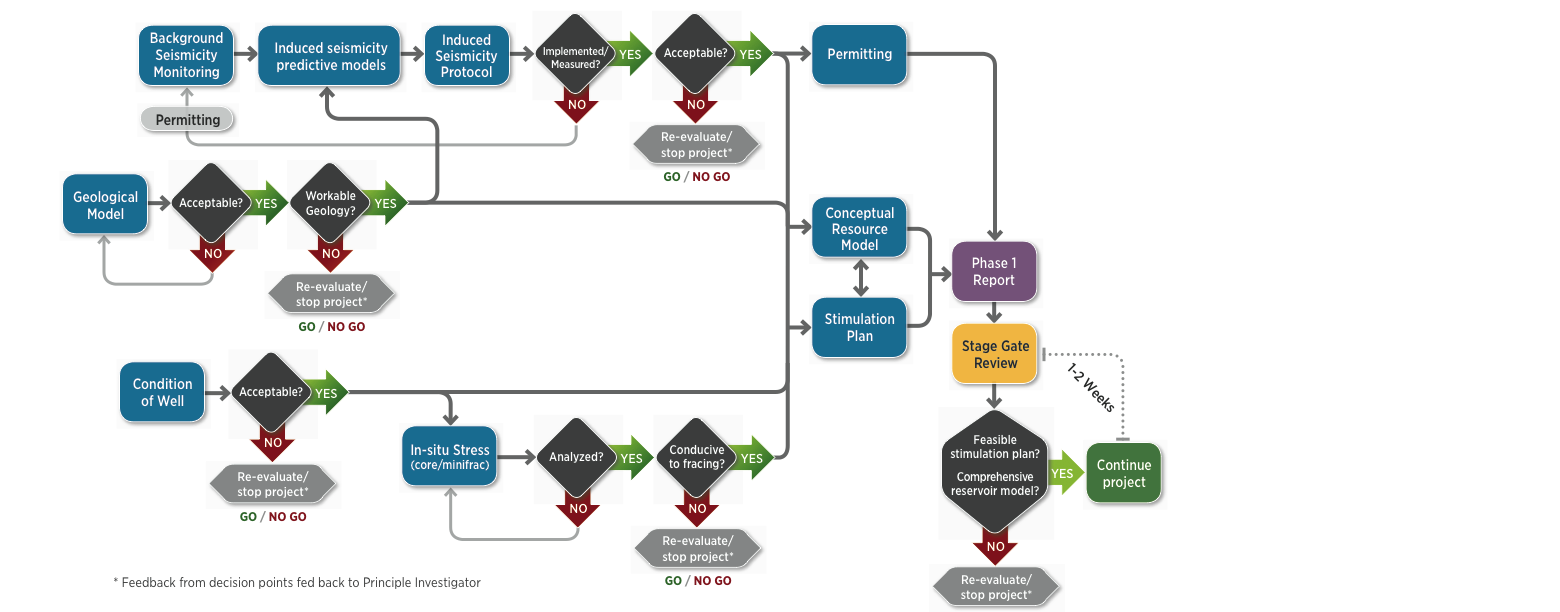 Background
Seismicity
Monitoring
Induced seismicity
predictive models
Induced
Seismicity
Protocol
Implemented/
Measured?
YES
NO
Acceptable?
YES
NO
Re-evaluate/
stop project*
GO / NO GO
Permitting
Permitting
Geological
Model
Acceptable?
YES
NO
Workable
Geology?
YES
NO
Re-evaluate/
stop project*
GO / NO GO
Conceptual
Resource
Model
Stimulation
Plan
Phase 1
Report
Stage Gate
Review
1-2 Weeks
Condition
of Well
Acceptable?
YES
NO
Re-evaluate/
stop project*
GO / NO GO
In-situ Stress
(core/minifrac)
Analyzed?
YES
NO
Conducive
to fracing?
YES
NO
Re-evaluate/
stop project*
GO / NO GO
Feasible
stimulation plan?
Comprehensive
reservoir model?
YES
NO
Continue
project
Re-evaluate/
stop project*
* Feedback from decision points fed back to Principle Investigator